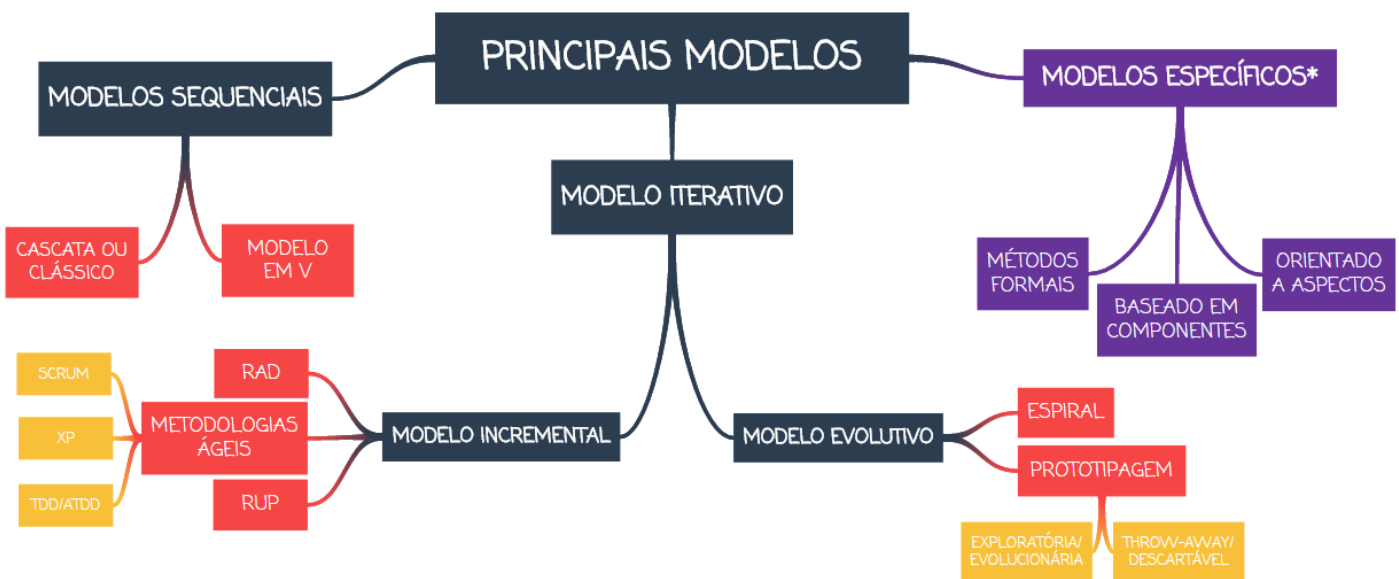 PRINCIPAIS MODELOS
MODELOS SEQUENCIAIS
MODELOS ESPECÍFICOS*
MODELO ITERATIVO
CASCATA OU
CLÁSSICO
MODELO
EM V
MÉTODOS
FORMAIS
BASEADO EM
COMPONENTES
ORIENTADO
A ASPECTOS
SCRUM
XP
TDD/ATDD
METODOLOGIAS
ÁGEIS
RAD
RUP
MODELO INCREMENTAL
MODELO EVOLUTIVO
ESPIRAL
PROTOTIPAGEM
EXPLORATÓRIA/
EVOLUCIONÁRIA
THROW-AWAY/
DESCARTÁVEL